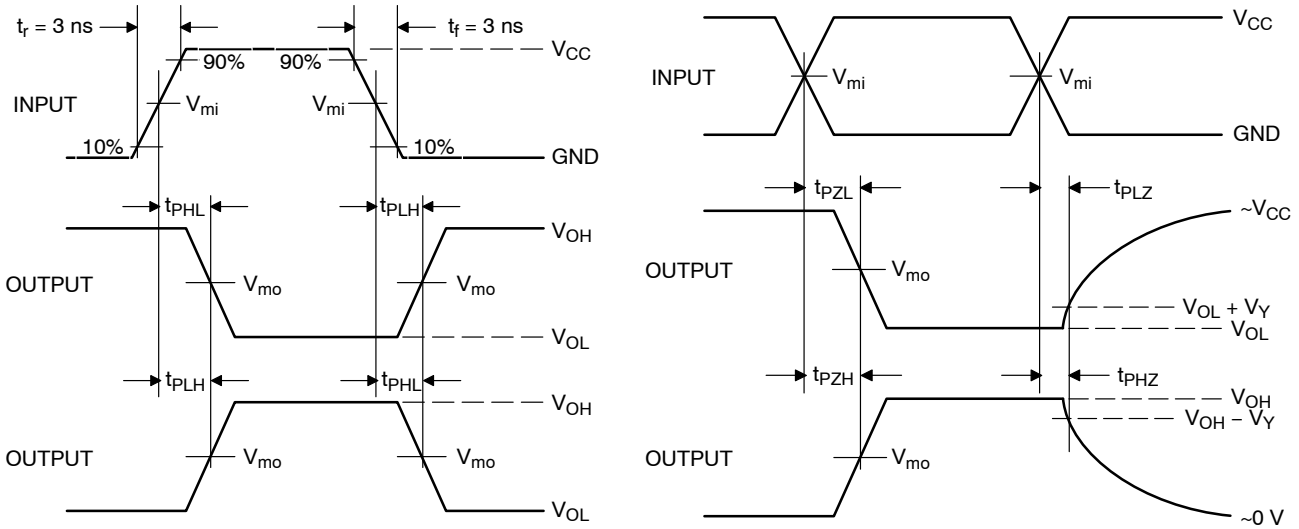 tr = 3 ns
tf = 3 ns
VCC
90%
90%
INPUT
Vmi
Vmi
10%
10%
GND
tPHL
tPLH
VOH
OUTPUT
Vmo
Vmo
VOL
tPLH
tPHL
VOH
OUTPUT
Vmo
Vmo
VOL
VCC
INPUT
Vmi
Vmi
GND
tPZL
tPLZ
~VCC
OUTPUT
Vmo
VOL + VY
VOL
tPZH
tPHZ
VOH
VOH − VY
OUTPUT
Vmo
~0 V